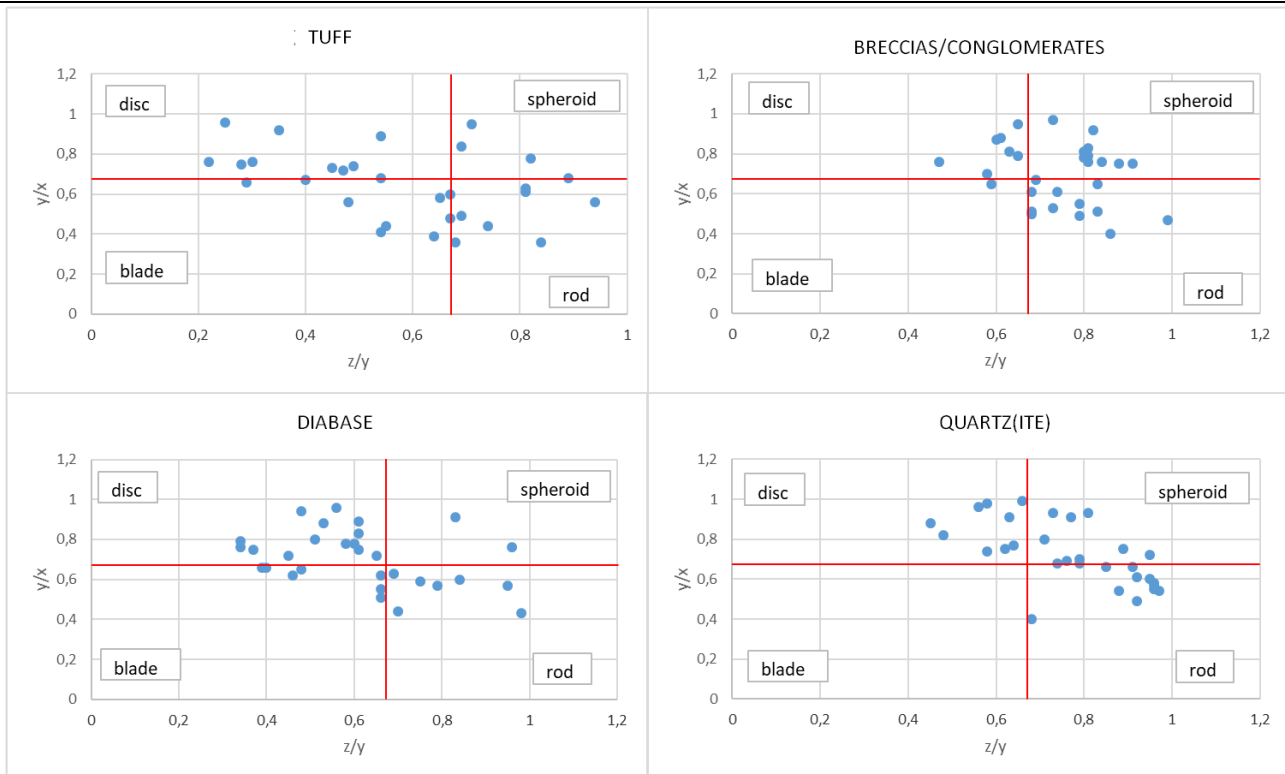 TUFF
1,2
1
0,8
0,6
0,4
0,2
0
y/x
disc
spheroid
blade
rod
0 0,2 0,4 0,6 0,8 1
z/y
BRECCIAS/CONGLOMERATES
1,2
1
0,8
0,6
0,4
0,2
0
y/x
disc
spheroid
blade
rod
0 0,2 0,4 0,6 0,8 1 1,2
z/y
DIABASE
1,2
1
0,8
0,6
0,4
0,2
0
y/x
disc
spheroid
blade
rod
0 0,2 0,4 0,6 0,8 1 1,2
z/y
QUARTZ(ITE)
1,2
1
0,8
0,6
0,4
0,2
0
y/x
disc
spheroid
blade
rod
0 0,2 0,4 0,6 0,8 1 1,2
z/y